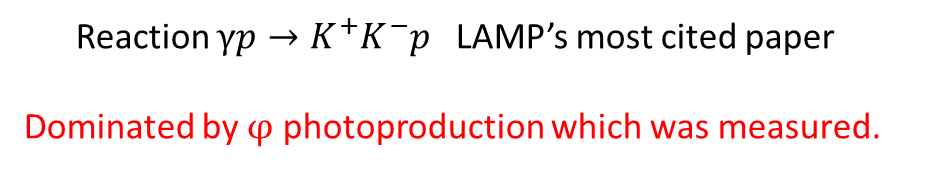 Reaction γp → K⁺K⁻p LAMP’s most cited paper
Dominated by φ photoproduction which was measured.